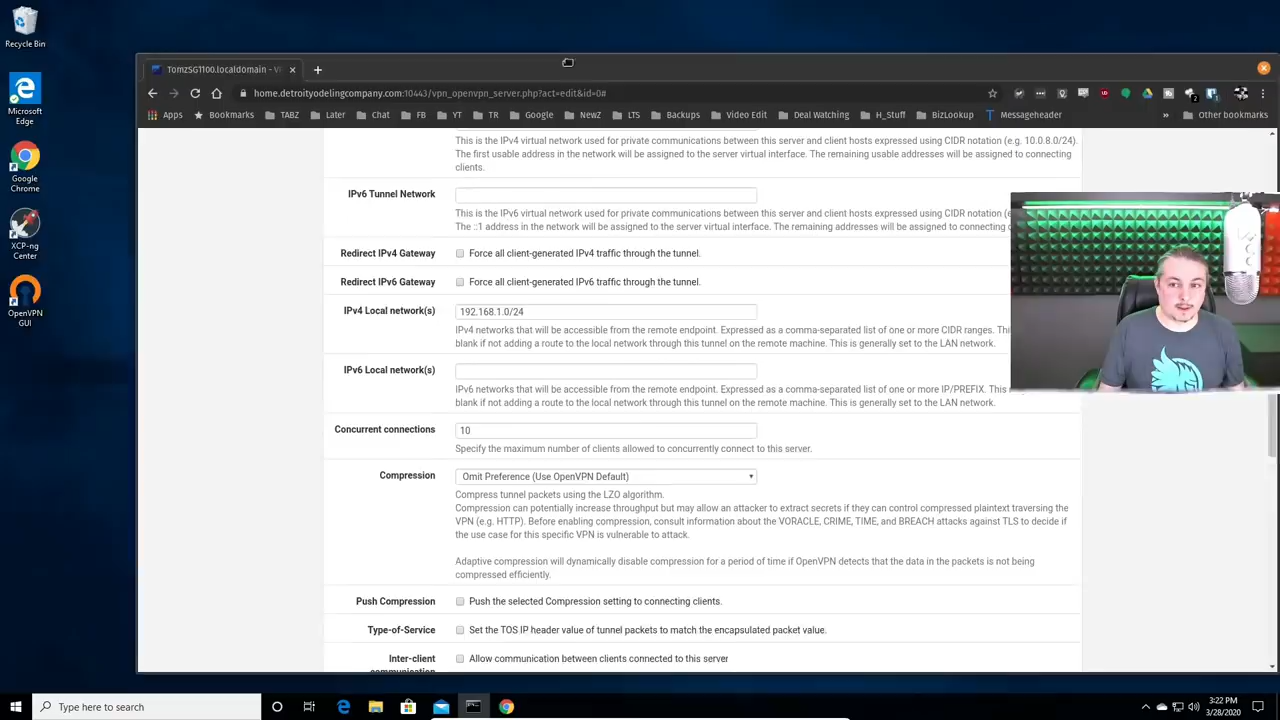 Recycle Bin
Microsoft
Edge
Google
Chrome
XCP-ng
Center
OpenVPN
GUI
TomzSG1100.localdomain - VP
home.detroityodelingcompany.com:10443/vpn_openvpn_server.php?act=edit&id=0#
Apps
Bookmarks
TABZ
Later
Chat
FB
YT
TR
Google
NewZ
LTS
Backups
Video Edit
Deal Watching
H_Stuff
BizLookup
Messageheader
»
Other bookmarks
This is the IPv4 virtual network used for private communications between this server and client hosts expressed using CIDR notation (e.g. 10.0.8.0/24).
The first usable address in the network will be assigned to the server virtual interface. The remaining usable addresses will be assigned to connecting
clients.
IPv6 Tunnel Network
This is the IPv6 virtual network used for private communications between this server and client hosts expressed using CIDR notation
The ::1 address in the network will be assigned to the server virtual interface. The remaining addresses will be assigned to connecting
Redirect IPv4 Gateway
Force all client-generated IPv4 traffic through the tunnel.
Redirect IPv6 Gateway
Force all client-generated IPv6 traffic through the tunnel.
IPv4 Local network(s)
192.168.1.0/24
IPv4 networks that will be accessible from the remote endpoint. Expressed as a comma-separated list of one or more CIDR ranges.
blank if not adding a route to the local network through this tunnel on the remote machine. This is generally set to the LAN network.
IPv6 Local network(s)
IPv6 networks that will be accessible from the remote endpoint. Expressed as a comma-separated list of one or more IP/PREFIX. This
blank if not adding a route to the local network through this tunnel on the remote machine. This is generally set to the LAN network.
Concurrent connections
10
Specify the maximum number of clients allowed to concurrently connect to this server.
Compression
Omit Preference (Use OpenVPN Default)
Compress tunnel packets using the LZO algorithm.
Compression can potentially increase throughput but may allow an attacker to extract secrets if they can control compressed plaintext traversing the
VPN (e.g. HTTP). Before enabling compression, consult information about the VORACLE, CRIME, TIME, and BREACH attacks against TLS to decide if
the use case for this specific VPN is vulnerable to attack.
Adaptive compression will dynamically disable compression for a period of time if OpenVPN detects that the data in the packets is not being
compressed efficiently.
Push Compression
Push the selected Compression setting to connecting clients.
Type-of-Service
Set the TOS IP header value of tunnel packets to match the encapsulated packet value.
Inter-client
Allow communication between clients connected to this server
Type here to search
3:22 PM
3/28/2020